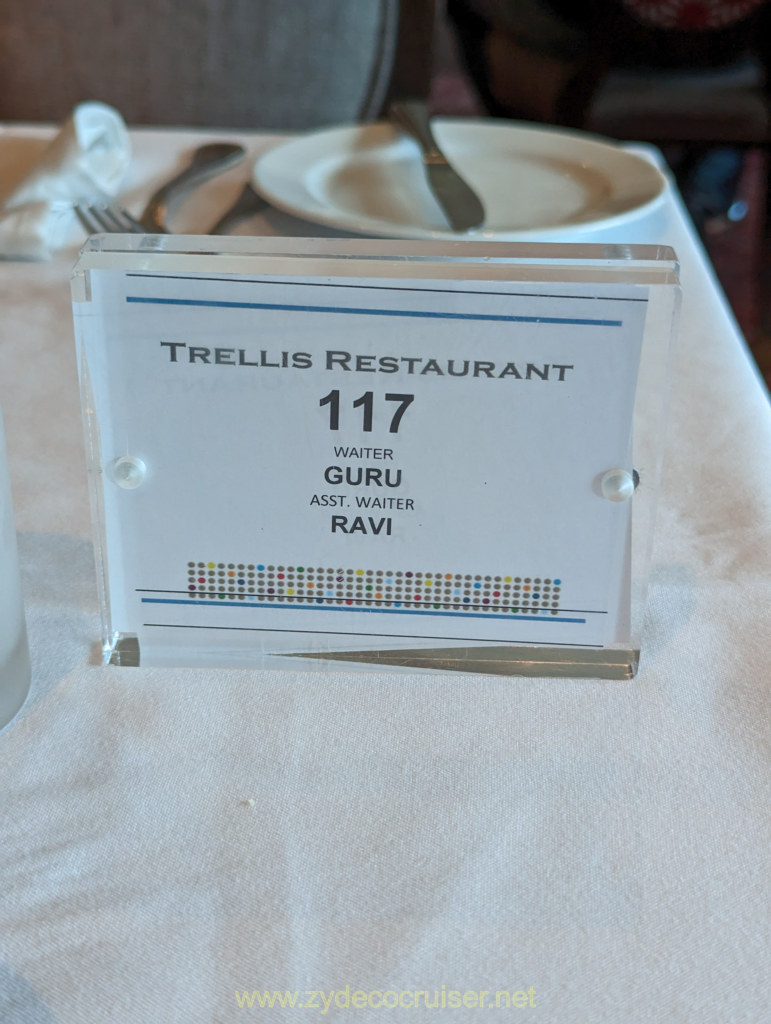 TRELLIS RESTAURANT
117
WAITER
GURU
ASST. WAITER
RAVI
www.zydecocruiser.net